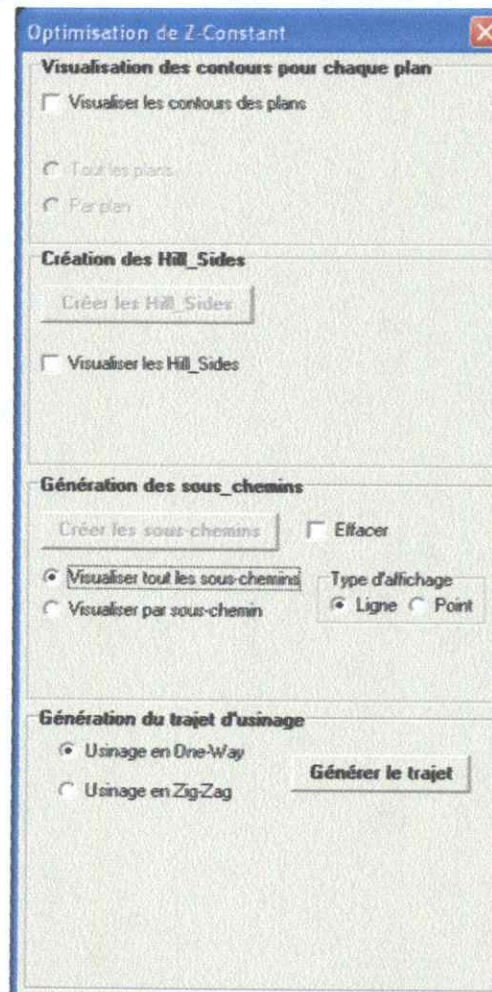 Optimisation de Z-Constant
Visualisation des contours pour chaque plan
Visualiser les contours des plans
Tout les plans
Par plan
Création des Hill_Sides
Créer les Hill_Sides
Visualiser les Hill_Sides
Génération des sous_chemins
Créer les sous-chemins
Effacer
Visualiser tout les sous-chemins
Type d'affichage
Visualiser par sous-chemin
Ligne
Point
Génération du trajet d'usinage
Usinage en One-Way
Générer le trajet
Usinage en Zig-Zag